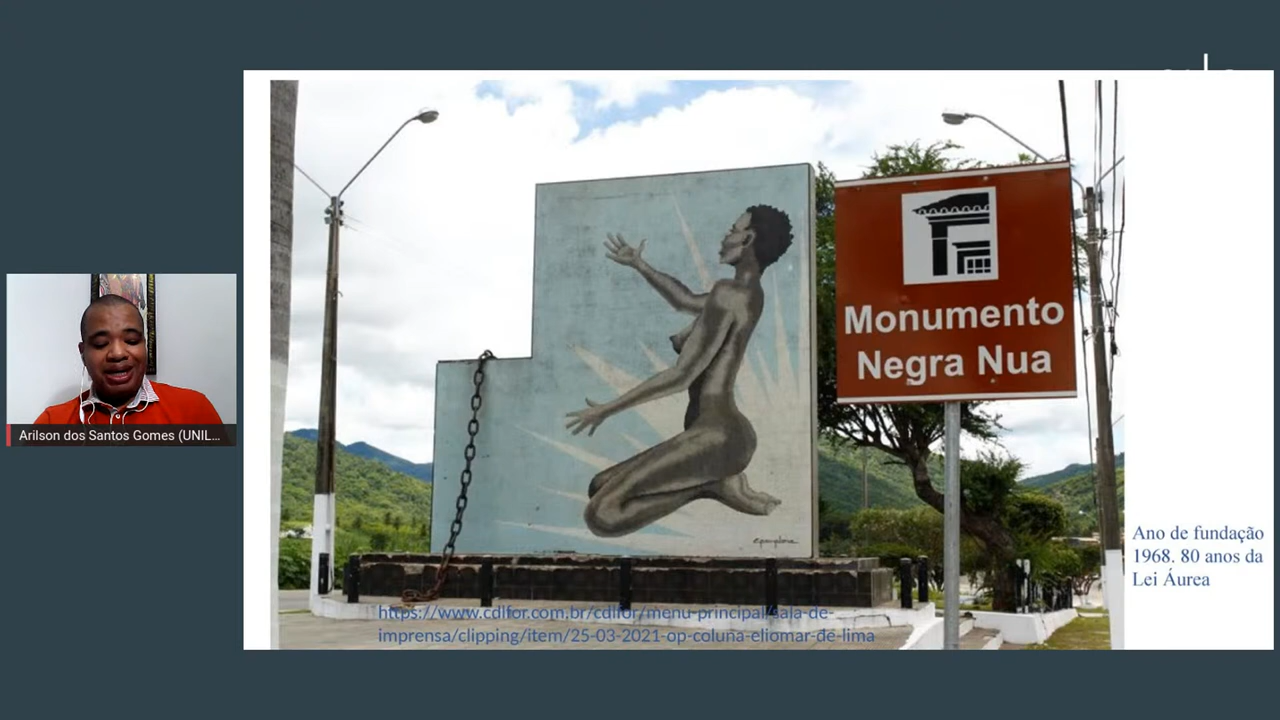 Monumento
Negra Nua
Arilson dos Santos Gomes (UNIL...
Ano de fundação
1968. 80 anos da
Lei Áurea
https://www.cdlfor.com.br/cdlfor/menu-principal/sala-de-
imprensa/clipping/item/25-03-2021-op-coluna-eliomar-de-lima